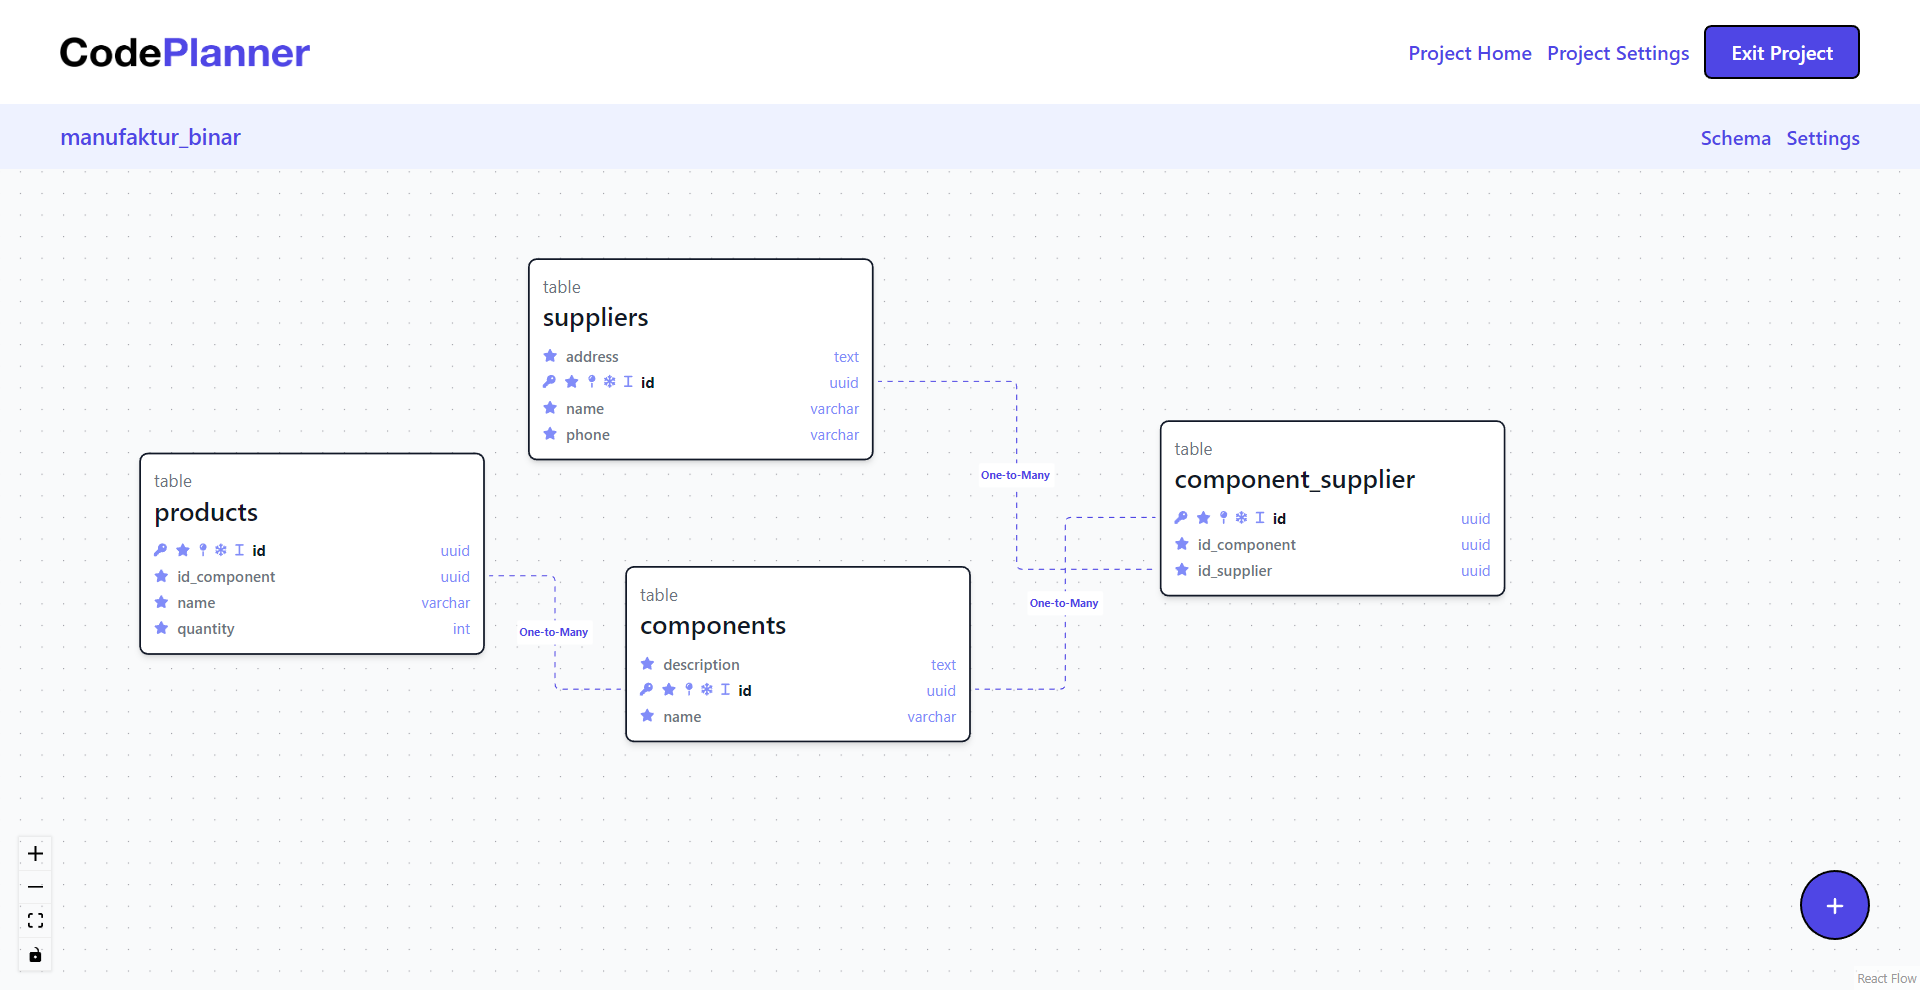 CodePlanner
Project Home
Project Settings
Exit Project
manufaktur_binar
Schema
Settings
table
suppliers
address text
id uuid
name varchar
phone varchar
table
products
id uuid
id_component uuid
name varchar
quantity int
One-to-Many
table
components
description text
id uuid
name varchar
One-to-Many
One-to-Many
table
component_supplier
id uuid
id_component uuid
id_supplier uuid
React Flow